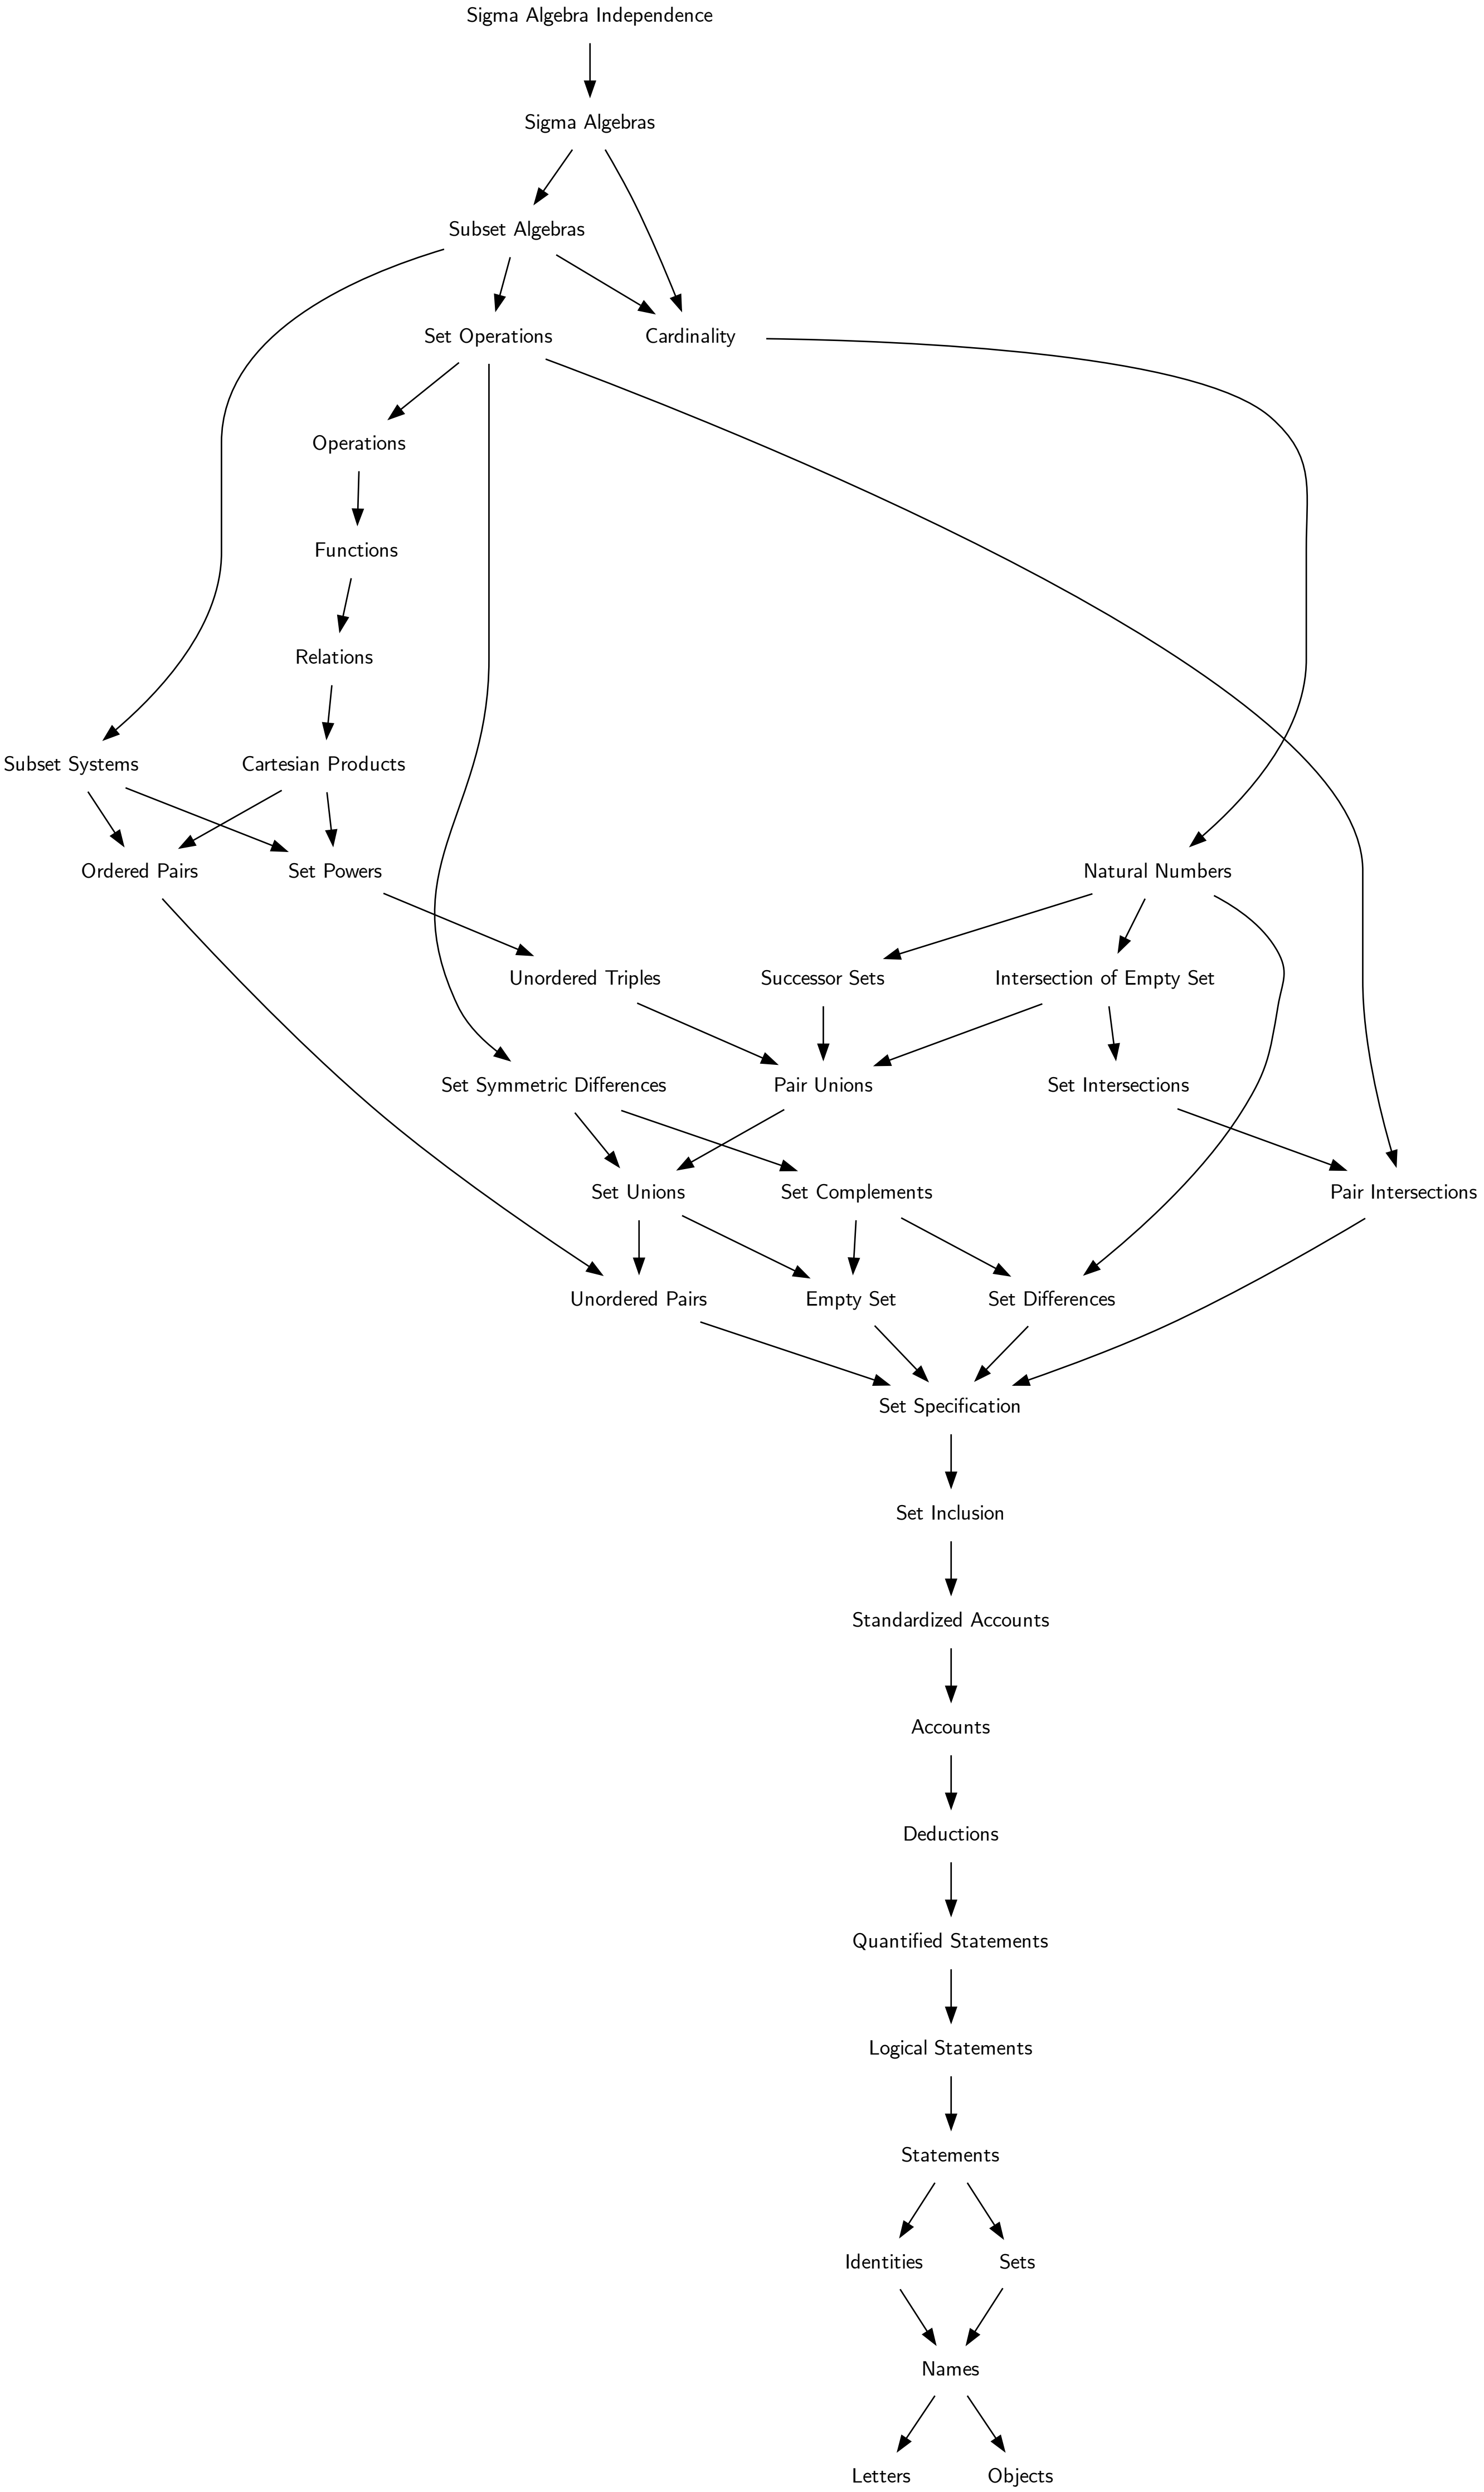 Sigma Algebra Independence
Sigma Algebras
Subset Algebras
Set Operations
Cardinality
Operations
Functions
Relations
Subset Systems
Cartesian Products
Ordered Pairs
Set Powers
Natural Numbers
Unordered Triples
Successor Sets
Intersection of Empty Set
Set Symmetric Differences
Pair Unions
Set Intersections
Set Unions
Set Complements
Pair Intersections
Unordered Pairs
Empty Set
Set Differences
Set Specification
Set Inclusion
Standardized Accounts
Accounts
Deductions
Quantified Statements
Logical Statements
Statements
Identities
Sets
Names
Letters
Objects